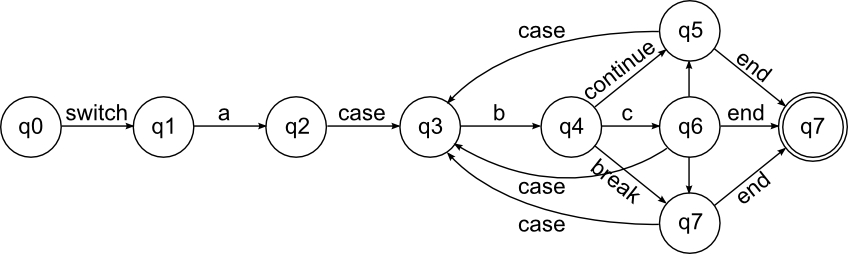 case
q5
continue
end
q0
switch
q1
a
q2
case
q3
b
q4
c
q6
end
q7
case
break
case
q7
end